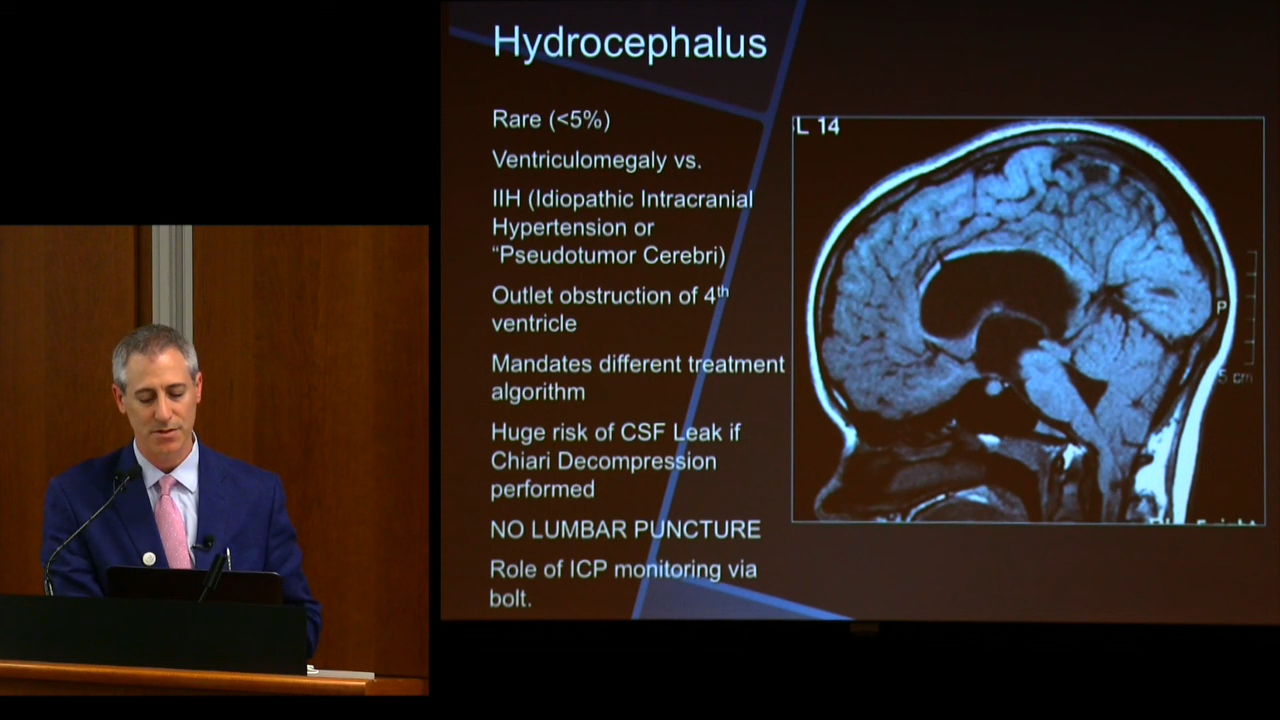 Hydrocephalus
Rare (<5%)
Ventriculomegaly vs.
IIH (Idiopathic Intracranial
Hypertension or
“Pseudotumor Cerebri)
Outlet obstruction of 4th
ventricle
Mandates different treatment
algorithm
Huge risk of CSF Leak if
Chiari Decompression
performed
NO LUMBAR PUNCTURE
Role of ICP monitoring via
bolt.
L 14
P
5 cm